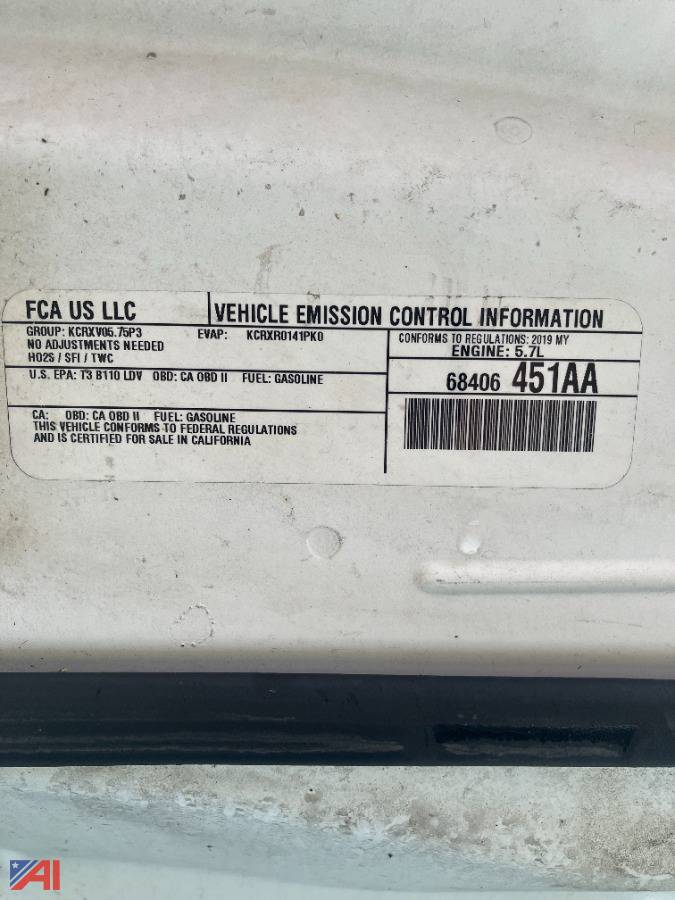 FCA US LLC
VEHICLE EMISSION CONTROL INFORMATION
GROUP: KCRXV05.75P3 EVAP: KCRXR0141PK0
NO ADJUSTMENTS NEEDED
HO2S / SFI / TWC
CONFORMS TO REGULATIONS: 2019 MY
ENGINE: 5.7L
U.S. EPA: T3 B110 LDV OBD: CA OBD II FUEL: GASOLINE
68406 451AA
CA: OBD: CA OBD II FUEL: GASOLINE
THIS VEHICLE CONFORMS TO FEDERAL REGULATIONS
AND IS CERTIFIED FOR SALE IN CALIFORNIA
AI